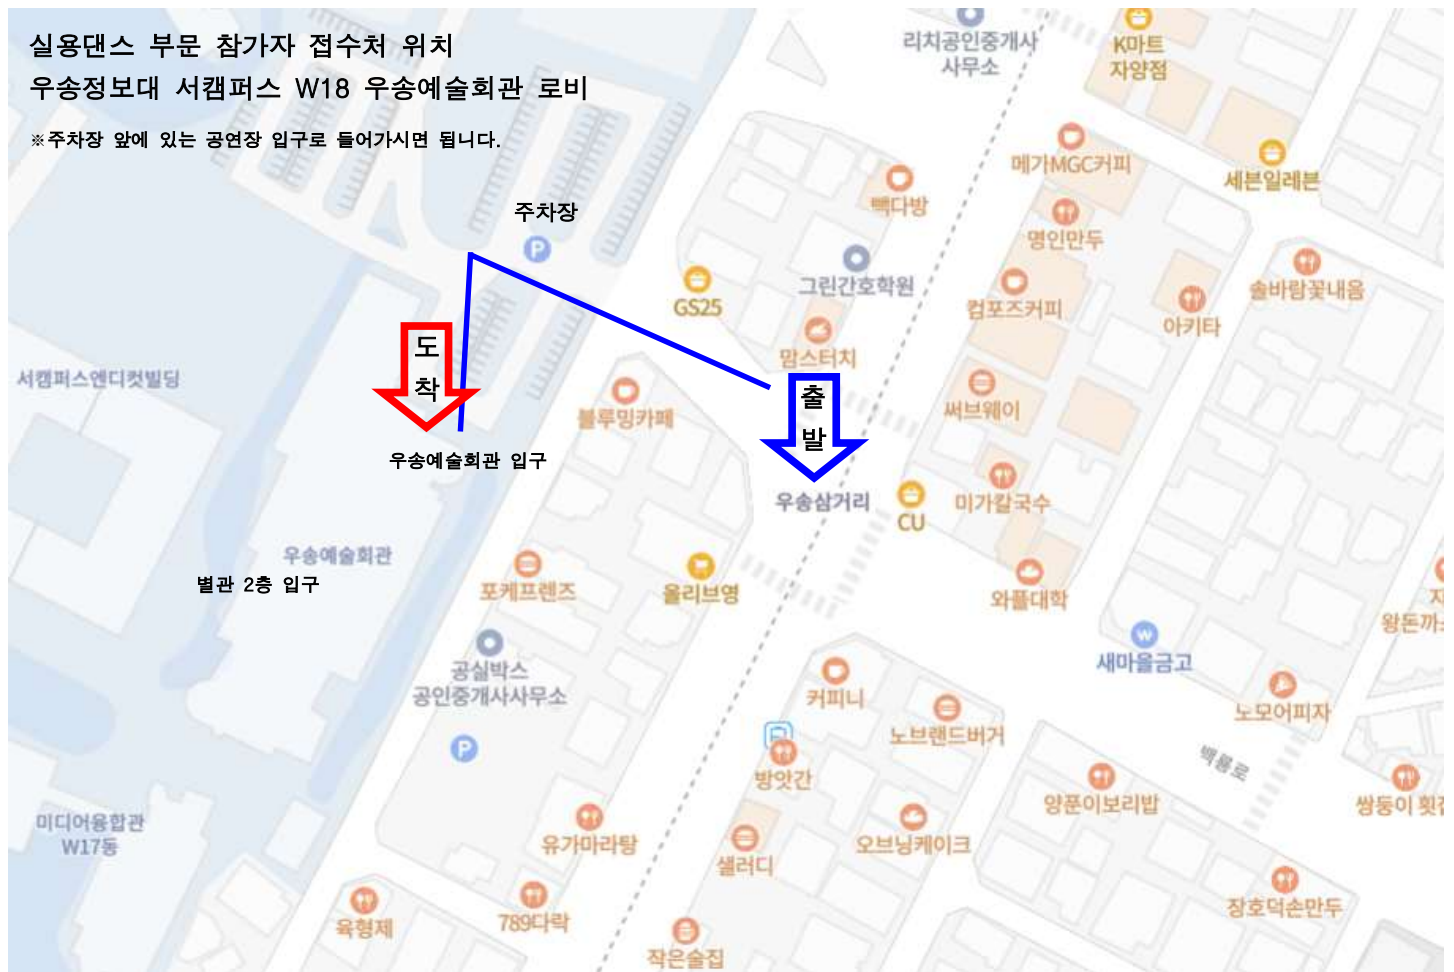 실용댄스 부문 참가자 접수처 위치
우송정보대 서캠퍼스 W18 우송예술회관 로비
※주차장 앞에 있는 공연장 입구로 들어가시면 됩니다.
리치공인중개사
사무소
K마트
자양점
메가MGC커피
세븐일레븐
빽다방
주차장
P
명인만두
그린간호학원
솔바람꽃내음
GS25
컴포즈커피
아키타
맘스터치
도
착
서캠퍼스엔디컷빌딩
블루밍카페
출
발
써브웨이
우송예술회관 입구
우송삼거리
CU
미가칼국수
우송예술회관
별관 2층 입구
포케프렌즈
올리브영
와플대학
왕돈까
W
새마을금고
공실박스
공인중개사사무소
커피니
노모어피자
노브랜드버거
P
방앗간
백룡로
양푼이보리밥
쌍둥이 횟집
미디어융합관
W17동
유가마라탕
샐러디
오브닝케이크
육형제
789다락
장호덕손만두
작은술집